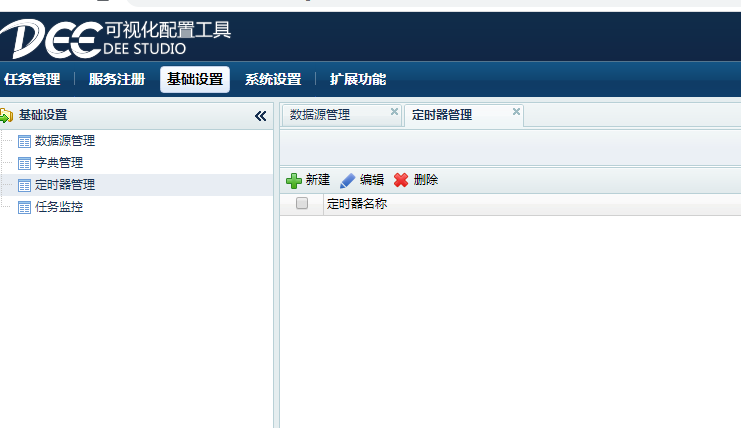 DEE 可视化配置工具
DEE STUDIO
任务管理 服务注册 基础设置 系统设置 扩展功能
基础设置
数据源管理
字典管理
定时器管理
任务监控
数据源管理 定时器管理
新建 编辑 删除
定时器名称